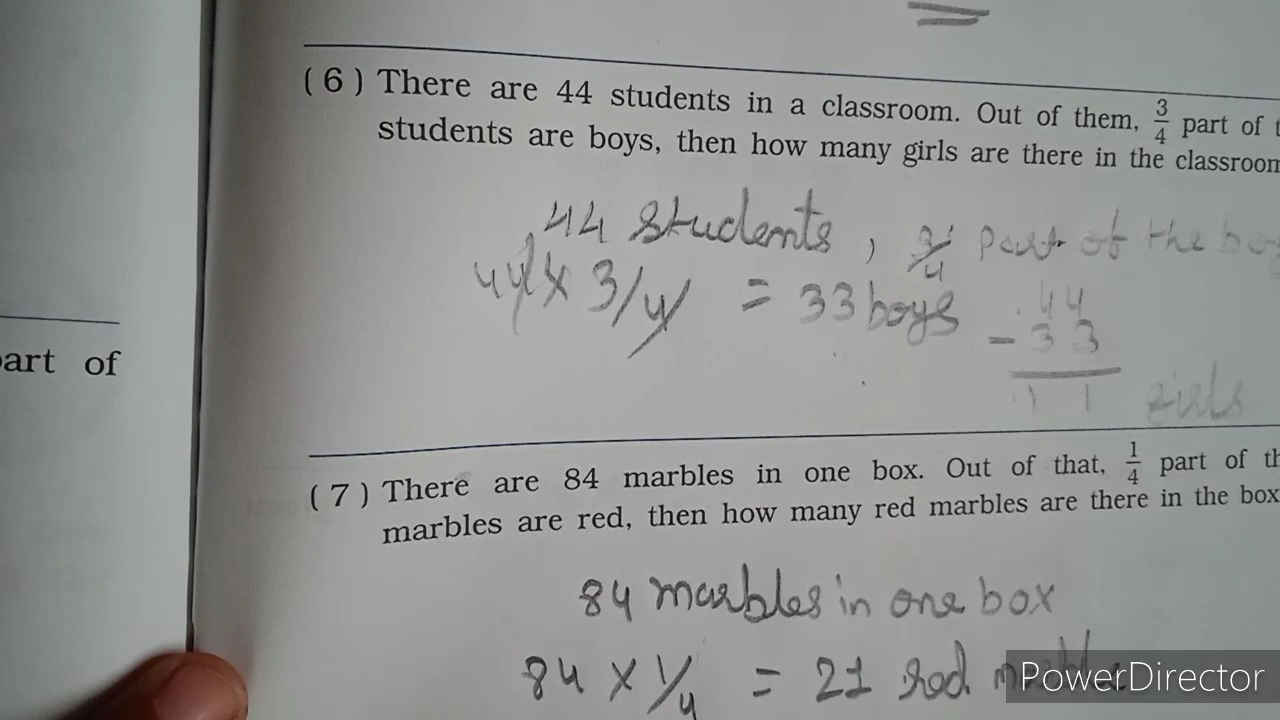 (6) There are 44 students in a classroom. Out of them, 3/4 part of t
students are boys, then how many girls are there in the classroom
44 students, 3/4 part of the boy
44 x 3/4 = 33 boys
44
- 33
11 girls
part of
(7) There are 84 marbles in one box. Out of that, 1/4 part of th
marbles are red, then how many red marbles are there in the box
84 marbles in one box
84 x 1/4 = 21 red marbles
PowerDirector